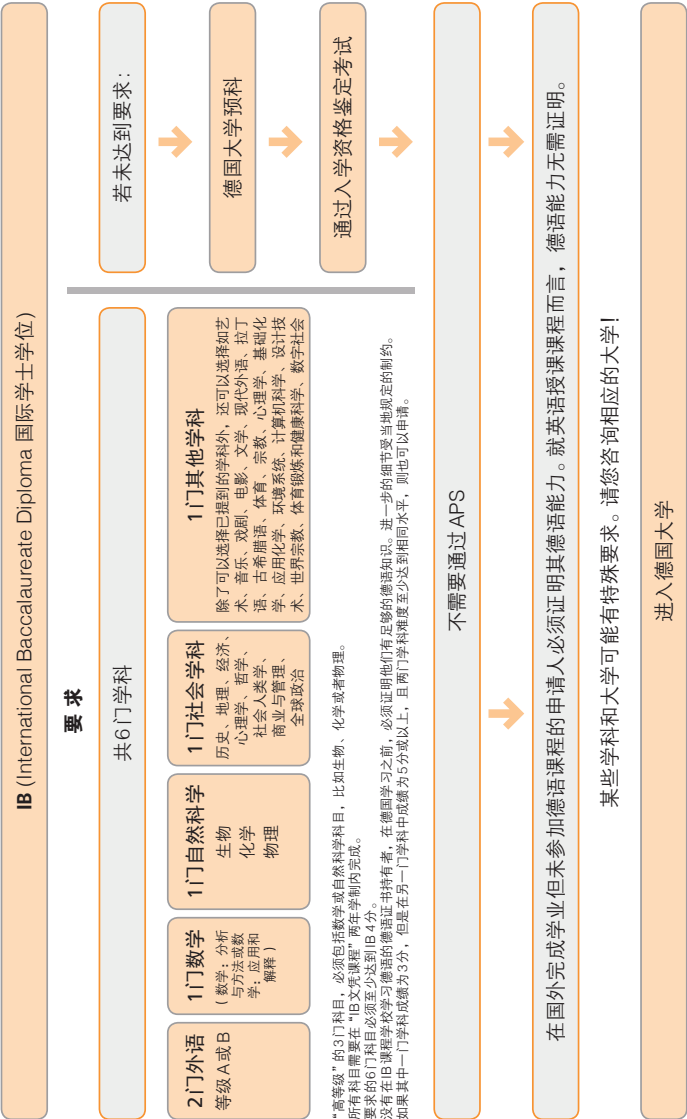 IB (International Baccalaureate Diploma 国际学士学位)
要 求
共6门学科
2门外语
等级A或B
1门数学
(数学：分析
与方法或数
学：应用和
解释)
1门自然科学
生物
化学
物理
1门社会学科
历史、地理、经济、
心理学、哲学、
社会人类学、
商业与管理、
全球政治
1门其他学科
除了可以选择已提到的学科外，还可以选择如艺
术、音乐、戏剧、电影、文学、现代外语、拉丁
语、古希腊语、体育、宗教、心理学、基础化
学、应用化学、环境系统、计算机科学、设计技
术、世界宗教、体育锻炼和健康科学、数字社会
“高等级”的3门科目，必须包括数学或自然科学科目，比如生物、化学或者物理。
所有科目需要在“IB文凭课程”两年学制内完成。
要求的6门科目必须至少达到IB 4分。
没有在IB课程学校学习德语的德语证书持有者，在德国学习之前，必须证明他们有足够的德语知识。进一步的细节受当地规定的制约。
如果其中一门学科成绩为3分，但是在另一门学科中成绩为5分或以上，且两门学科难度至少达到相同水平，则也可以申请。
若未达到要求：
德国大学预科
通过入学资格鉴定考试
不需要通过APS
在国外完成学业但未参加德语课程的申请人必须证明其德语能力。就英语授课课程而言，德语能力无需证明。
某些学科和大学可能有特殊要求。请您咨询相应的大学！
进入德国大学